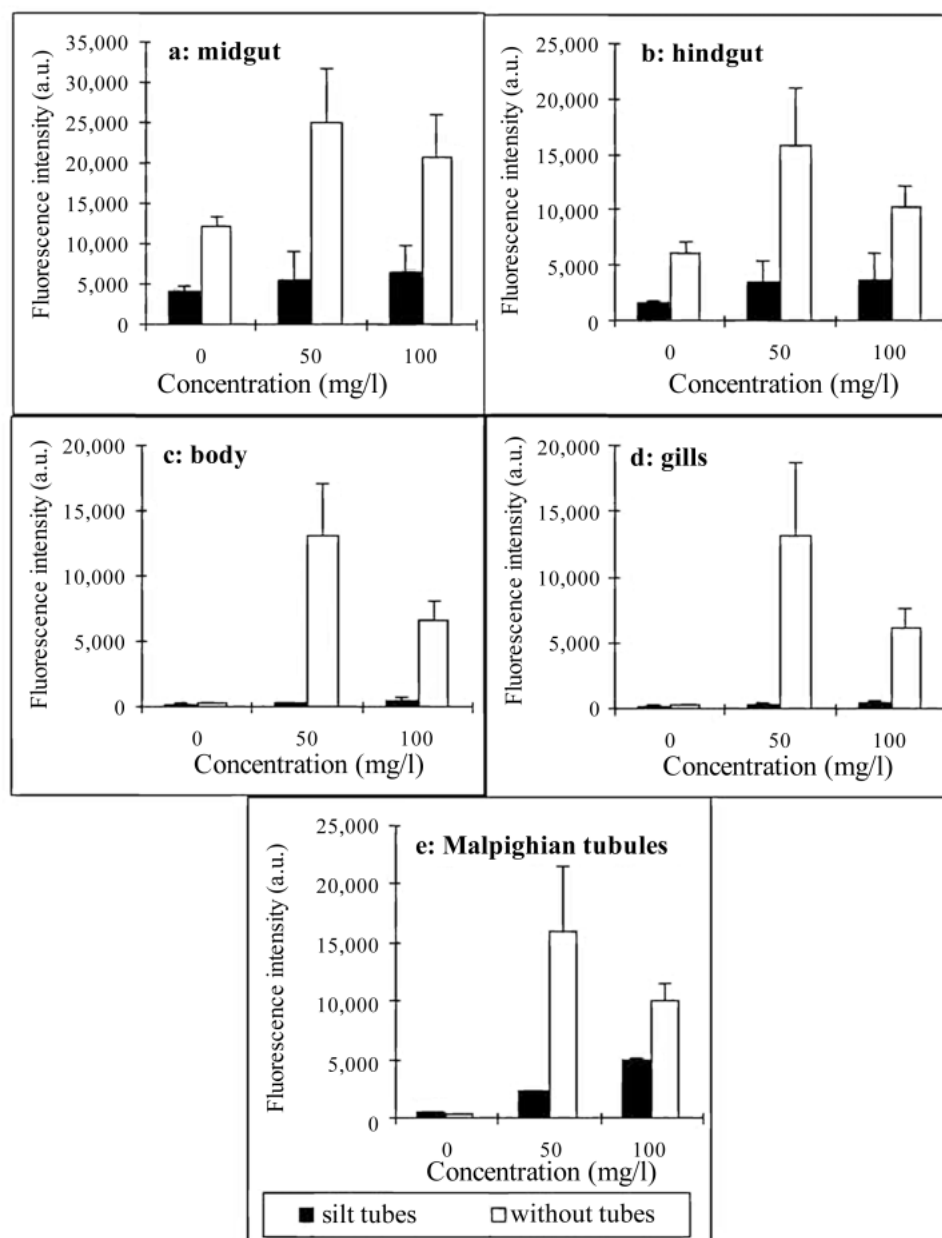 a: midgut
Fluorescence intensity (a.u.)
35,000
30,000
25,000
20,000
15,000
10,000
5,000
0
0 50 100
Concentration (mg/l)
b: hindgut
Fluorescence intensity (a.u.)
25,000
20,000
15,000
10,000
5,000
0
0 50 100
Concentration (mg/l)
c: body
Fluorescence intensity (a.u.)
20,000
15,000
10,000
5,000
0
0 50 100
Concentration (mg/l)
d: gills
Fluorescence intensity (a.u.)
20,000
15,000
10,000
5,000
0
0 50 100
Concentration (mg/l)
e: Malpighian tubules
Fluorescence intensity (a.u.)
25,000
20,000
15,000
10,000
5,000
0
0 50 100
Concentration (mg/l)
silt tubes without tubes